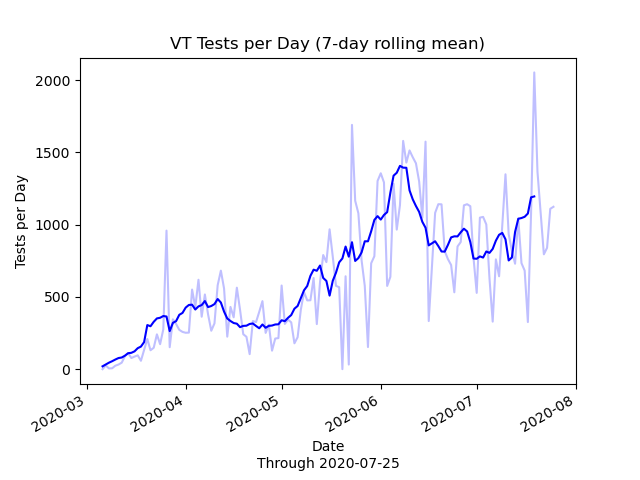 VT Tests per Day (7-day rolling mean)
Tests per Day
2000
1500
1000
500
0
2020-03
2020-04
2020-05
2020-06
2020-07
2020-08
Date
Through 2020-07-25